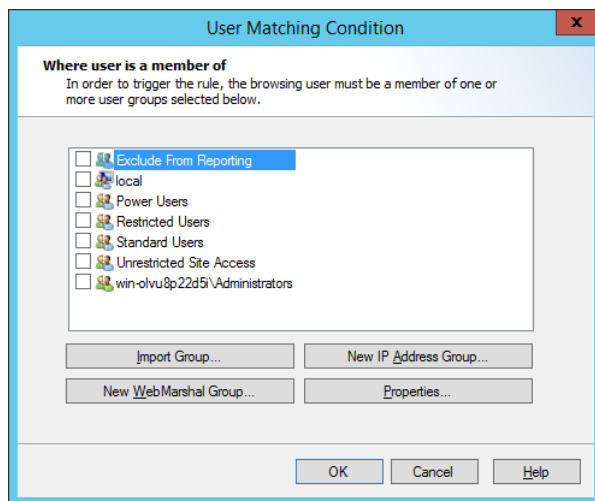 User Matching Condition
x
Where user is a member of
In order to trigger the rule, the browsing user must be a member of one or
more user groups selected below.
Exclude From Reporting
local
Power Users
Restricted Users
Standard Users
Unrestricted Site Access
win-olvu8p22d5i\Administrators
Import Group...
New IP Address Group...
New WebMarshal Group...
Properties...
OK
Cancel
Help